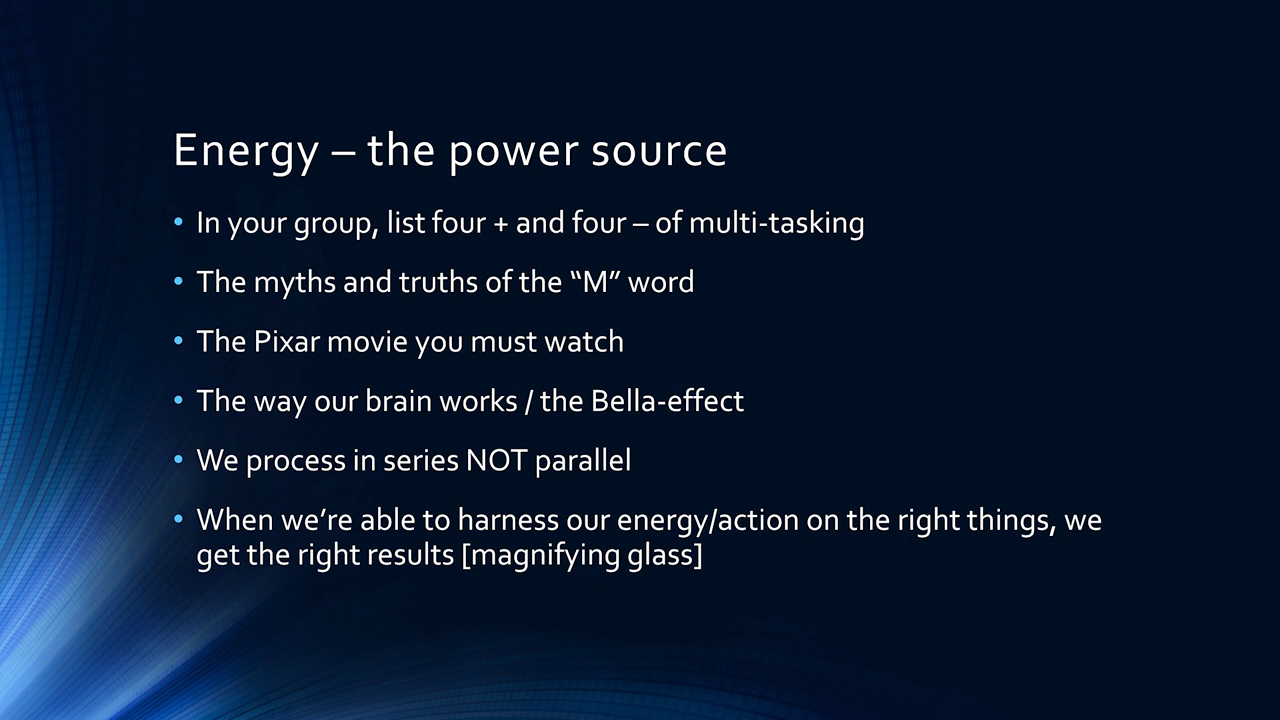 Energy – the power source
• In your group, list four + and four – of multi-tasking
• The myths and truths of the “M” word
• The Pixar movie you must watch
• The way our brain works / the Bella-effect
• We process in series NOT parallel
• When we’re able to harness our energy/action on the right things, we
get the right results [magnifying glass]